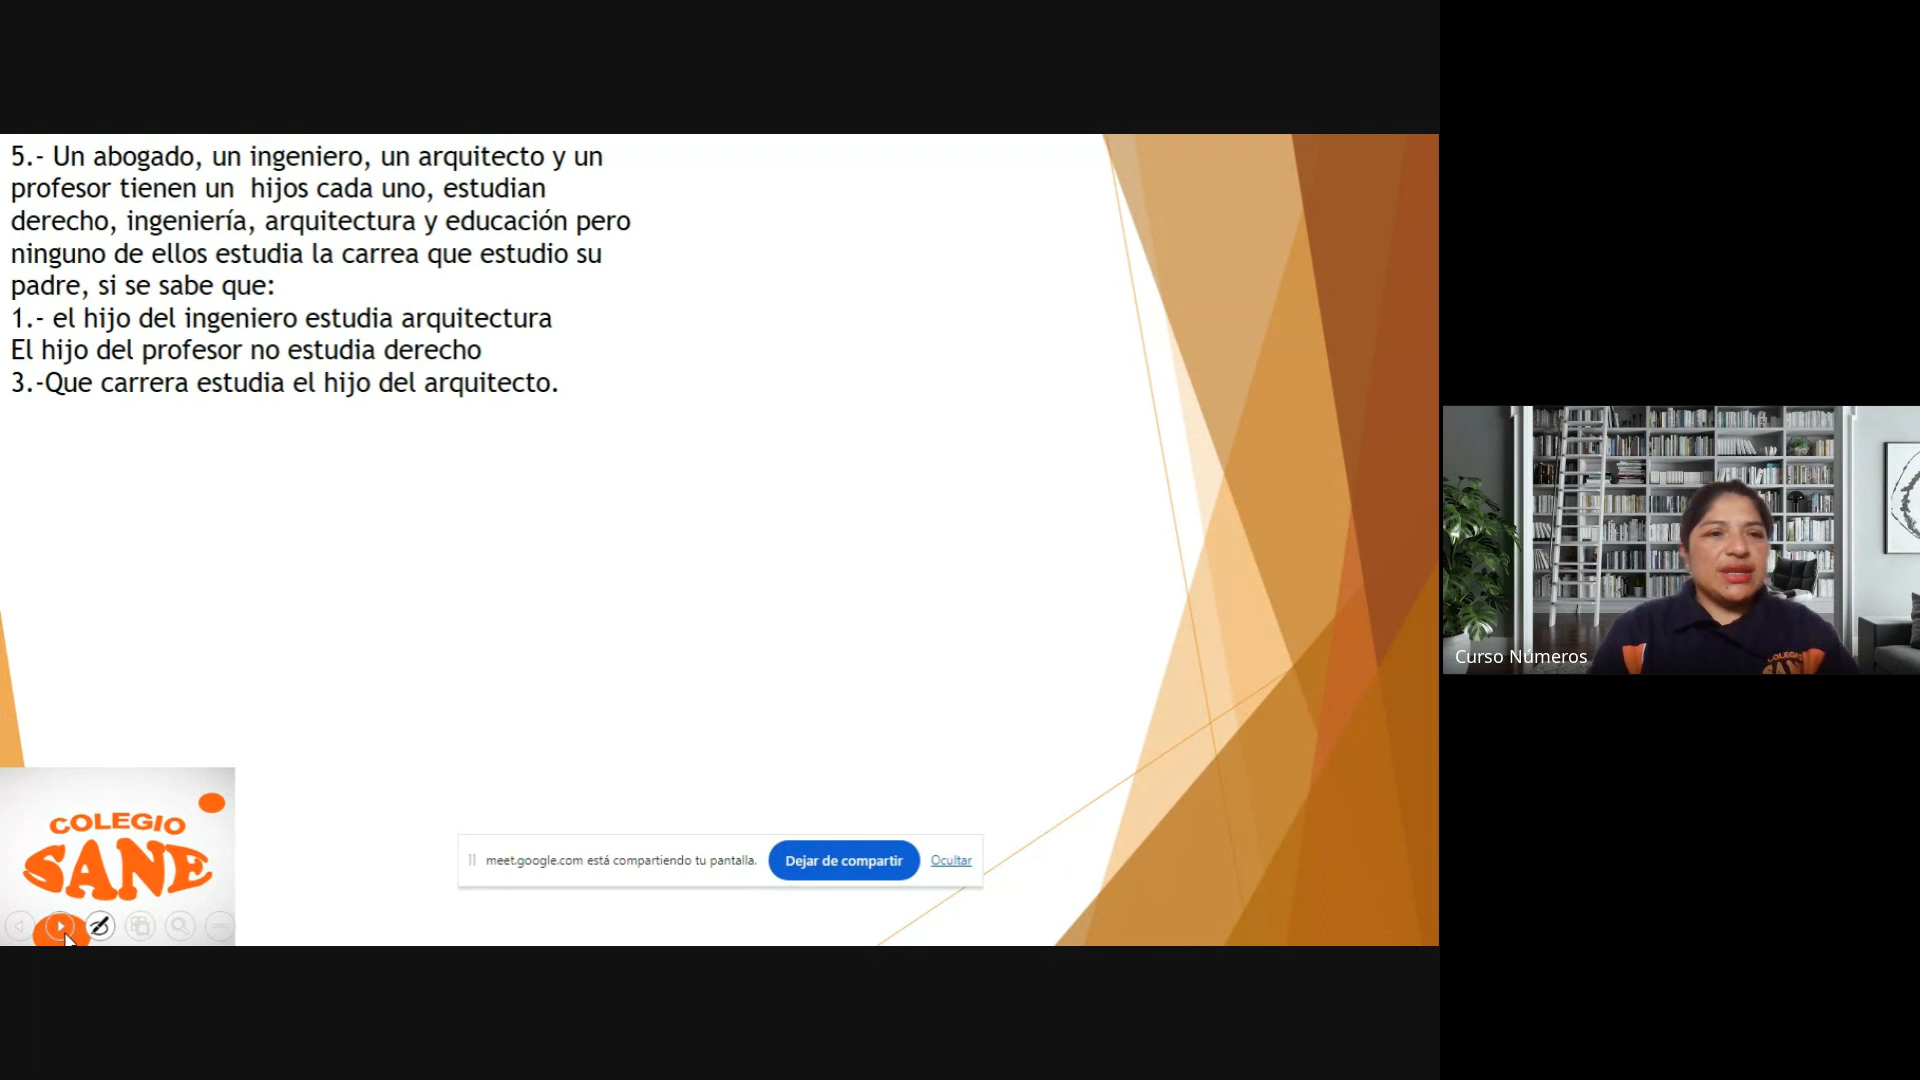 5.- Un abogado, un ingeniero, un arquitecto y un
profesor tienen un  hijos cada uno, estudian
derecho, ingeniería, arquitectura y educación pero
ninguno de ellos estudia la carrea que estudio su
padre, si se sabe que:
1.- el hijo del ingeniero estudia arquitectura
El hijo del profesor no estudia derecho
3.-Que carrera estudia el hijo del arquitecto.
Curso Números
COLEGIO
SANE
COLEGIO
SANE
meet.google.com está compartiendo tu pantalla.
Dejar de compartir
Ocultar